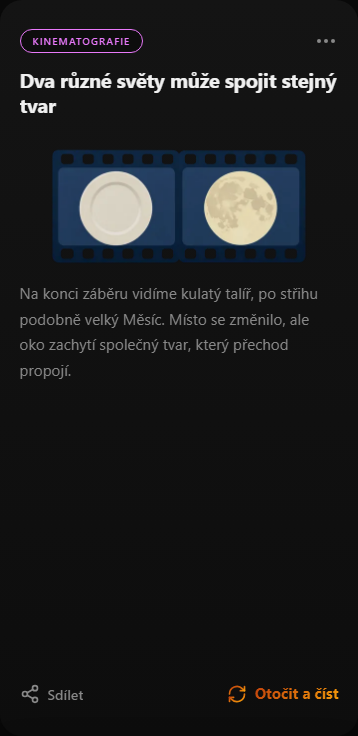 KINEMATOGRAFIE
Dva různé světy může spojit stejný
tvar
Na konci záběru vidíme kulatý talíř, po střihu
podobně velký Měsíc. Místo se změnilo, ale
oko zachytí společný tvar, který přechod
propojí.
Sdílet
Otočit a číst